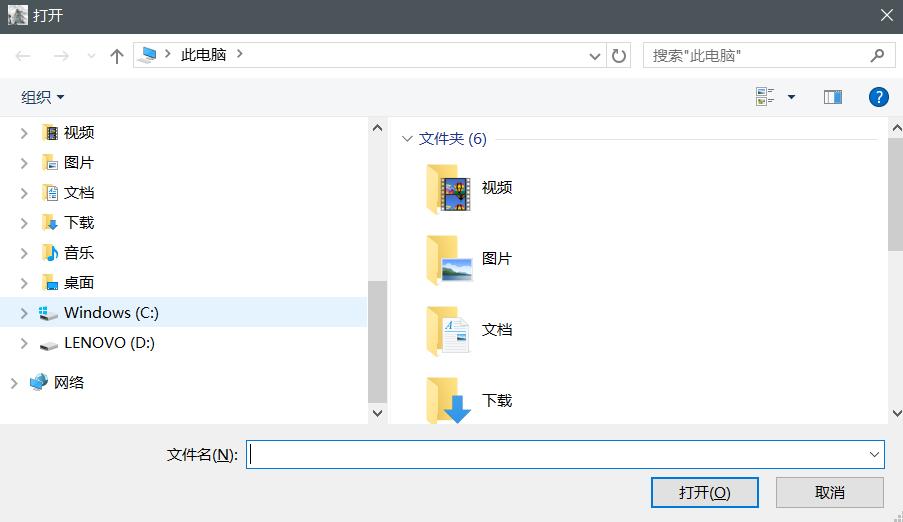 打开
此电脑
搜索"此电脑"
组织
视频
图片
文档
下载
音乐
桌面
Windows (C:)
LENOVO (D:)
网络
文件夹 (6)
视频
图片
文档
下载
文件名(N):
打开(O)
取消